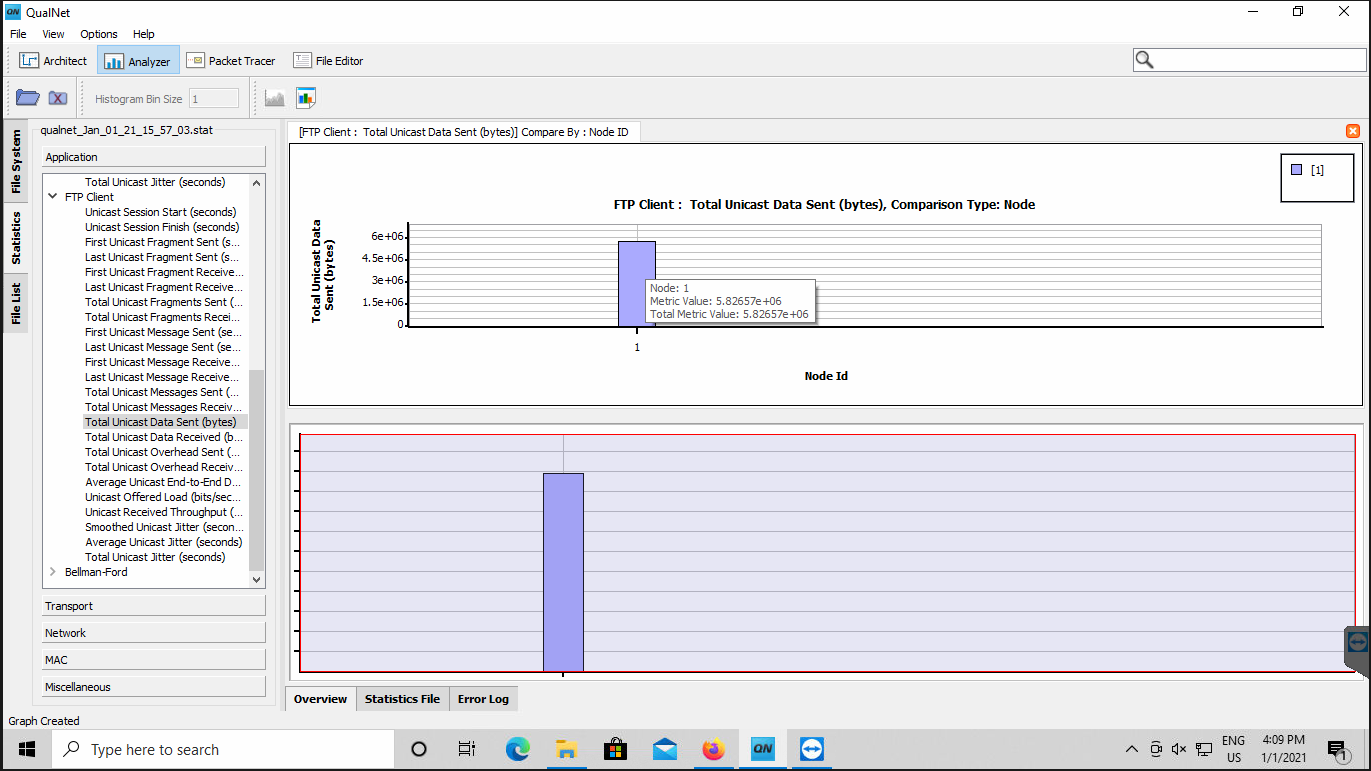 QN QualNet
File View Options Help
Architect Analyzer Packet Tracer File Editor
Histogram Bin Size 1
File System
Statistics
File List
qualnet_Jan_01_21_15_57_03.stat
Application
Total Unicast Jitter (seconds)
FTP Client
Unicast Session Start (seconds)
Unicast Session Finish (seconds)
First Unicast Fragment Sent (s...
Last Unicast Fragment Sent (s...
First Unicast Fragment Receive...
Last Unicast Fragment Receive...
Total Unicast Fragments Sent (...
Total Unicast Fragments Recei...
First Unicast Message Sent (se...
Last Unicast Message Sent (se...
First Unicast Message Receive...
Last Unicast Message Receive...
Total Unicast Messages Sent (...
Total Unicast Messages Receiv...
Total Unicast Data Sent (bytes)
Total Unicast Data Received (b...
Total Unicast Overhead Sent (...
Total Unicast Overhead Receiv...
Average Unicast End-to-End D...
Unicast Offered Load (bits/sec...
Unicast Received Throughput (...
Smoothed Unicast Jitter (secon...
Average Unicast Jitter (seconds)
Total Unicast Jitter (seconds)
Bellman-Ford
Transport
Network
MAC
Miscellaneous
[FTP Client : Total Unicast Data Sent (bytes)] Compare By : Node ID
[1]
FTP Client : Total Unicast Data Sent (bytes), Comparison Type: Node
Total Unicast Data
Sent (bytes)
6e+06
4.5e+06
3e+06
1.5e+06
0
Node: 1
Metric Value: 5.82657e+06
Total Metric Value: 5.82657e+06
1
Node Id
Overview Statistics File Error Log
Graph Created
Type here to search
QN
ENG
US
4:09 PM
1/1/2021
1